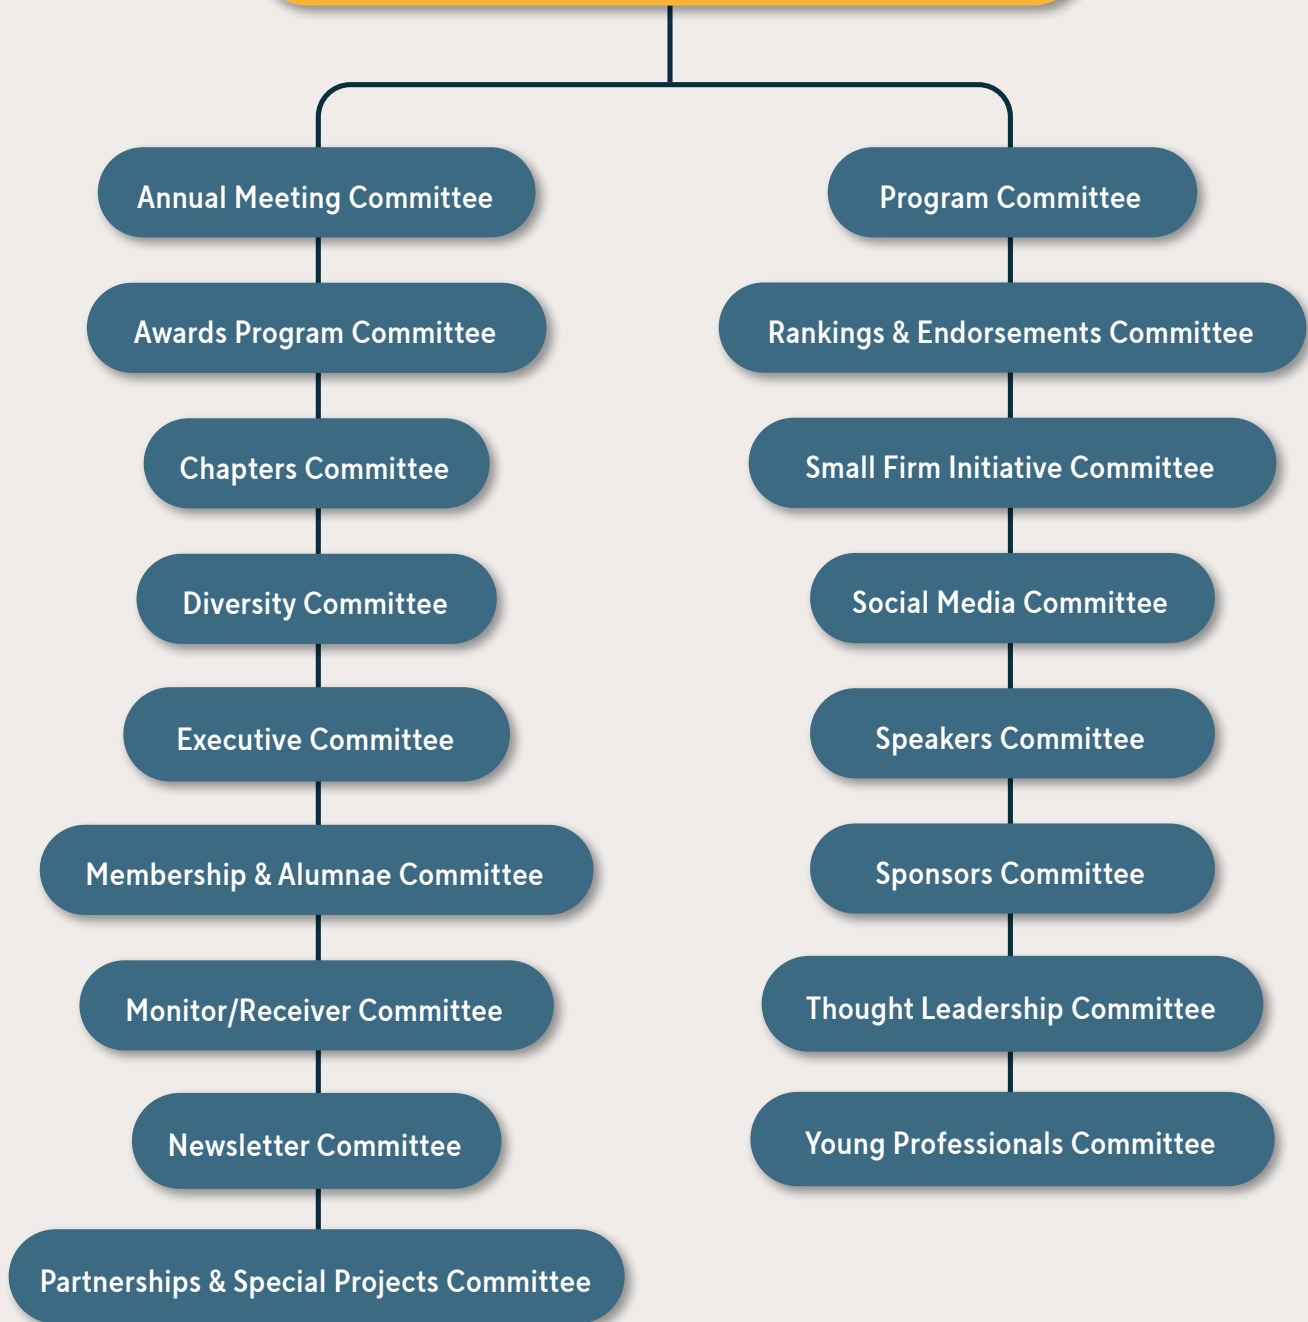 Annual Meeting Committee
Awards Program Committee
Chapters Committee
Diversity Committee
Executive Committee
Membership & Alumnae Committee
Monitor/Receiver Committee
Newsletter Committee
Partnerships & Special Projects Committee
Program Committee
Rankings & Endorsements Committee
Small Firm Initiative Committee
Social Media Committee
Speakers Committee
Sponsors Committee
Thought Leadership Committee
Young Professionals Committee